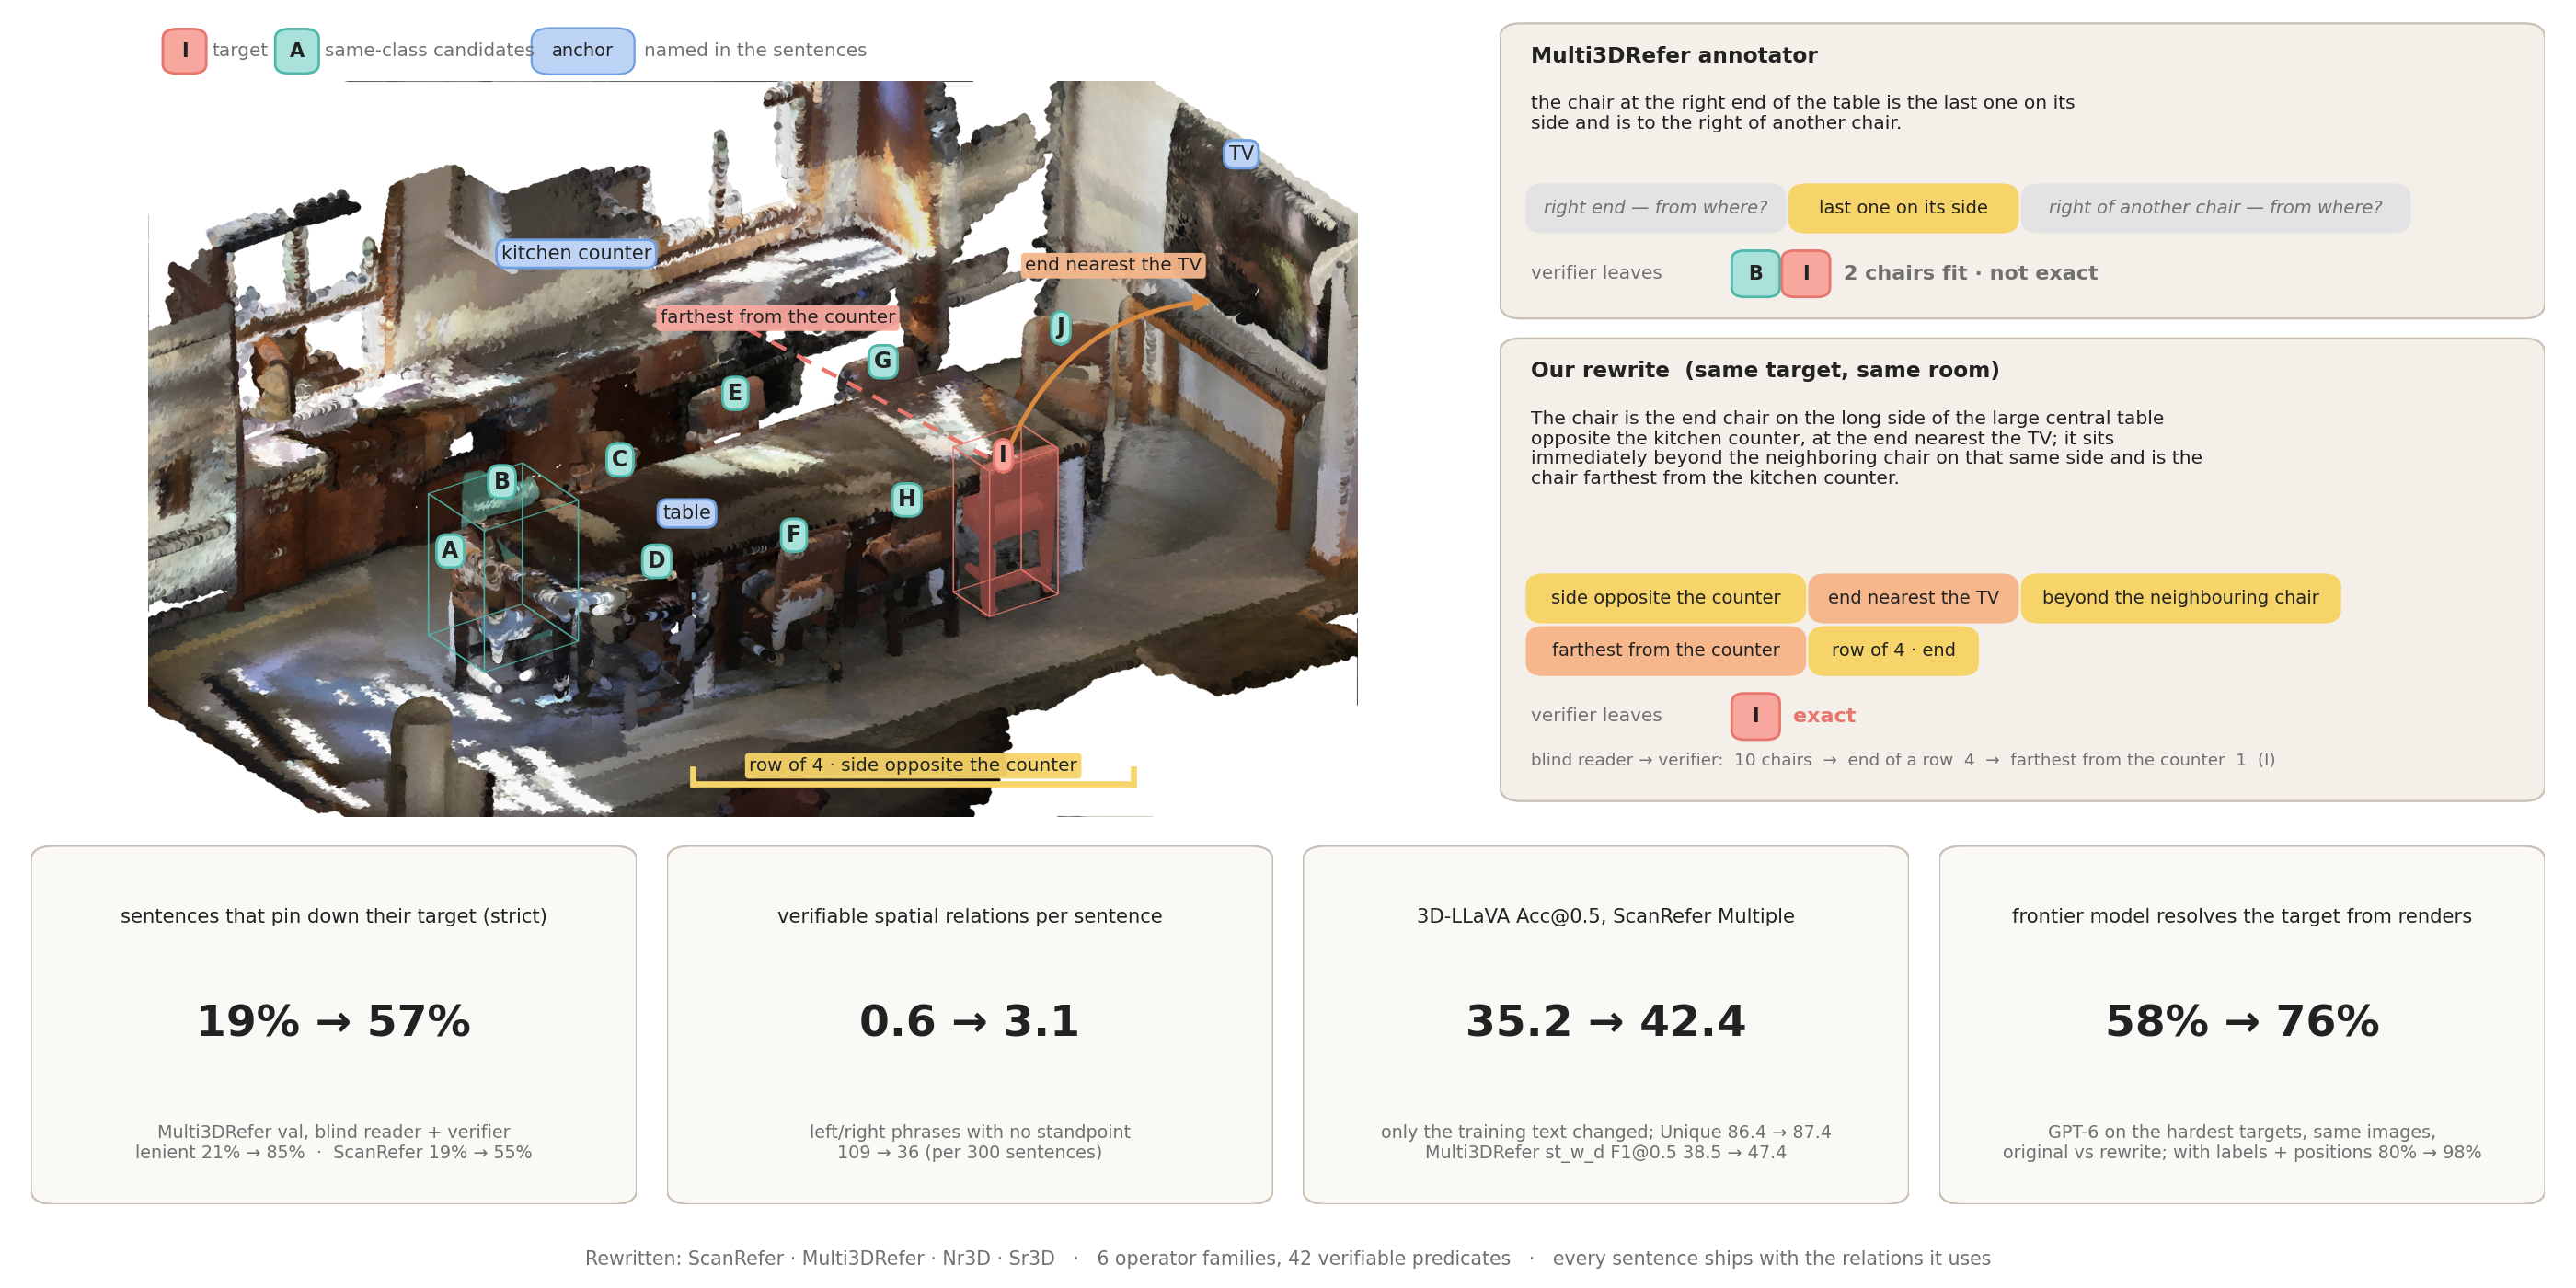 I target A same-class candidates anchor named in the sentences
TV
kitchen counter
end nearest the TV
farthest from the counter
J
G
E
I
C
B
H
table
F
A
D
row of 4 · side opposite the counter
Multi3DRefer annotator
the chair at the right end of the table is the last one on its
side and is to the right of another chair.
right end — from where? last one on its side right of another chair — from where?
verifier leaves B I 2 chairs fit · not exact
Our rewrite (same target, same room)
The chair is the end chair on the long side of the large central table
opposite the kitchen counter, at the end nearest the TV; it sits
immediately beyond the neighboring chair on that same side and is the
chair farthest from the kitchen counter.
side opposite the counter end nearest the TV beyond the neighbouring chair
farthest from the counter row of 4 · end
verifier leaves I exact
blind reader → verifier: 10 chairs → end of a row 4 → farthest from the counter 1 (I)
sentences that pin down their target (strict)
19% → 57%
Multi3DRefer val, blind reader + verifier
lenient 21% → 85% · ScanRefer 19% → 55%
verifiable spatial relations per sentence
0.6 → 3.1
left/right phrases with no standpoint
109 → 36 (per 300 sentences)
3D-LLaVA Acc@0.5, ScanRefer Multiple
35.2 → 42.4
only the training text changed; Unique 86.4 → 87.4
Multi3DRefer st_w_d F1@0.5 38.5 → 47.4
frontier model resolves the target from renders
58% → 76%
GPT-6 on the hardest targets, same images,
original vs rewrite; with labels + positions 80% → 98%
Rewritten: ScanRefer · Multi3DRefer · Nr3D · Sr3D · 6 operator families, 42 verifiable predicates · every sentence ships with the relations it uses